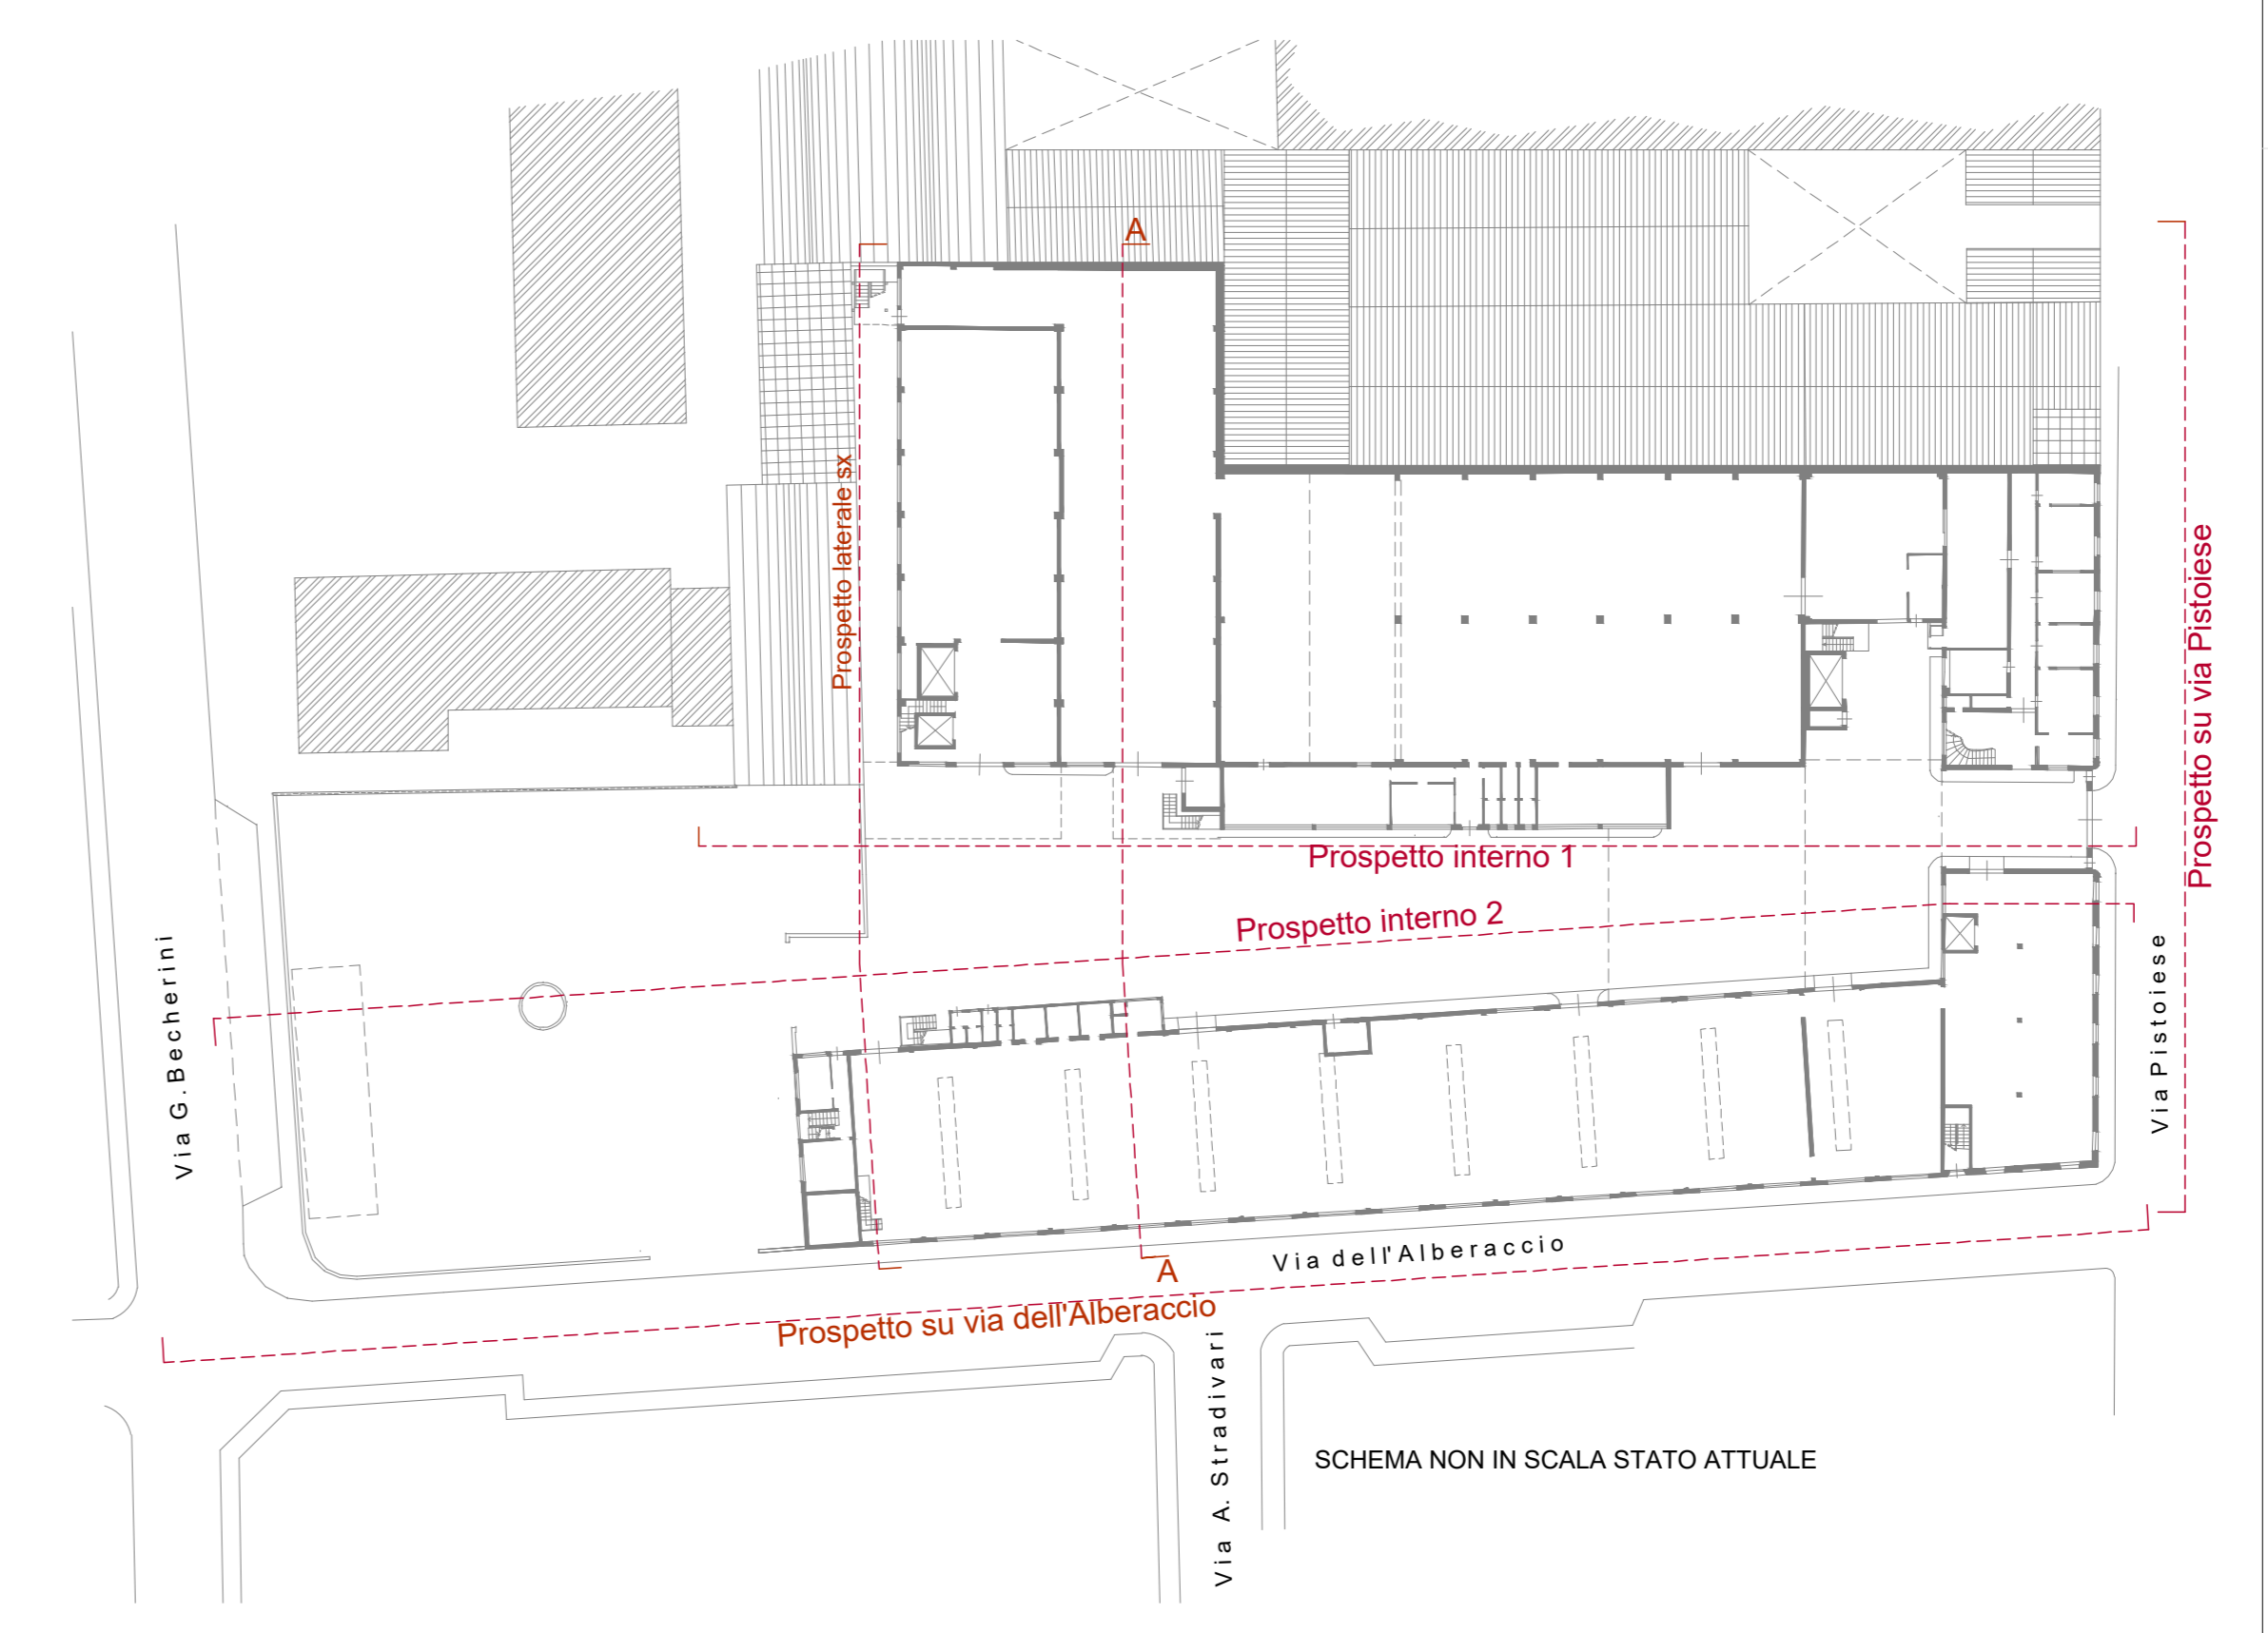 A
Prospetto laterale sx
Prospetto su via Pistoiese
Prospetto interno 1
Prospetto interno 2
Via G. Becherini
Via Pistoiese
Via dell'Alberaccio
A
Prospetto su via dell'Alberaccio
Via A. Stradivari
SCHEMA NON IN SCALA STATO ATTUALE